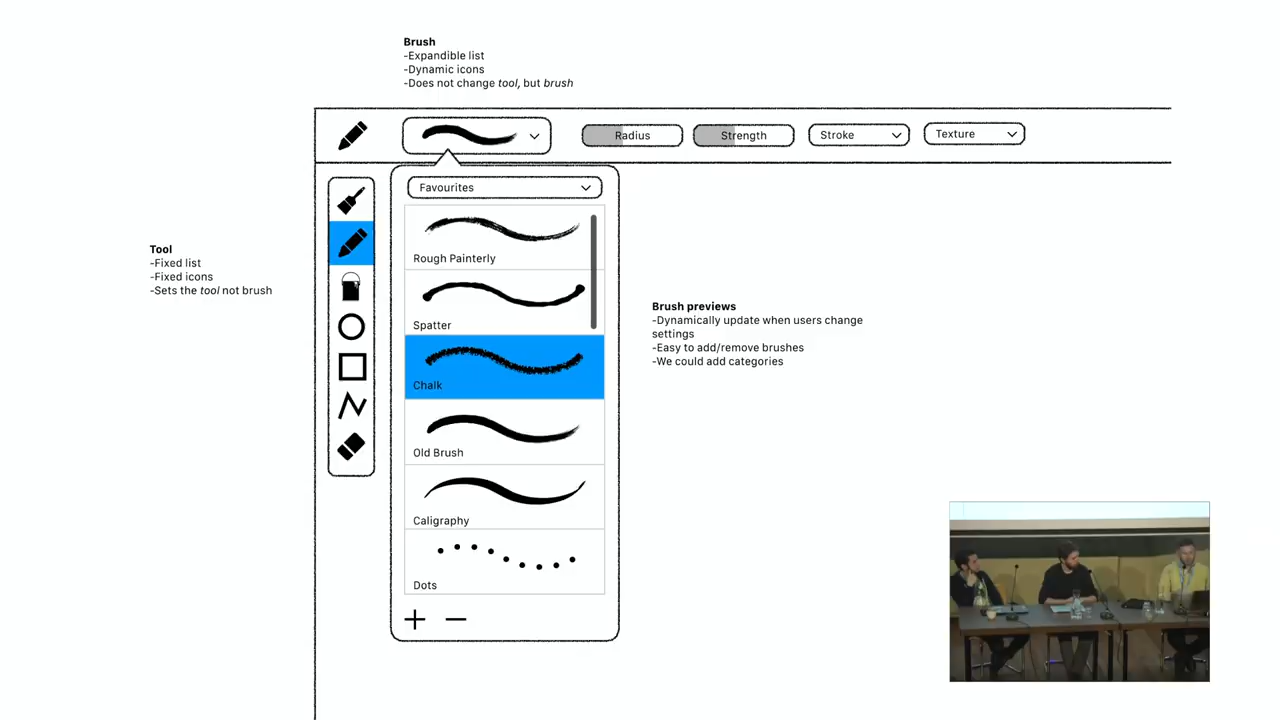 Brush
-Expandible list
-Dynamic icons
-Does not change tool, but brush
Radius
Strength
Stroke
Texture
Favourites
Rough Painterly
Spatter
Chalk
Old Brush
Caligraphy
Dots
Tool
-Fixed list
-Fixed icons
-Sets the tool not brush
Brush previews
-Dynamically update when users change
settings
-Easy to add/remove brushes
-We could add categories